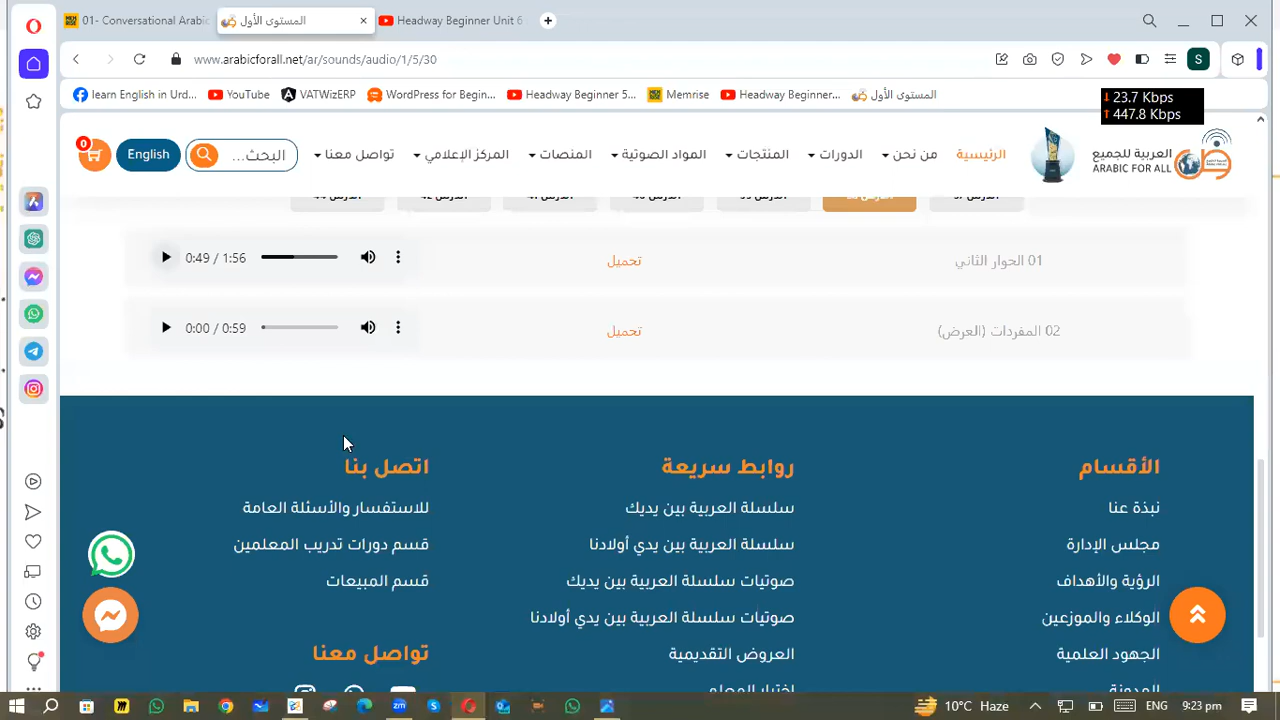 01- Conversational Arabic
المستوى الأول
Headway Beginner Unit 6
www.arabicforall.net/ar/sounds/audio/1/5/30
S
learn English in Urd...
YouTube
VATWizERP
WordPress for Begin...
Headway Beginner 5...
Memrise
Headway Beginner...
المستوى الأول
23.7 Kbps
447.8 Kbps
العربية للجميع
ARABIC FOR ALL
الرئيسية
من نحن
الدورات
المنتجات
المواد الصوتية
المنصات
المركز الإعلامي
تواصل معنا
البحث...
English
0
01 الحوار الثاني
تحميل
0:49 / 1:56
02 المفردات (العرض)
تحميل
0:00 / 0:59
الأقسام
نبذة عنا
مجلس الإدارة
الرؤية والأهداف
الوكلاء والموزعين
الجهود العلمية
المدونة
روابط سريعة
سلسلة العربية بين يديك
سلسلة العربية بين يدي أولادنا
صوتيات سلسلة العربية بين يديك
صوتيات سلسلة العربية بين يدي أولادنا
العروض التقديمية
اتصل بنا
للاستفسار والأسئلة العامة
قسم دورات تدريب المعلمين
قسم المبيعات
تواصل معنا
10°C Haze
ENG
9:23 pm